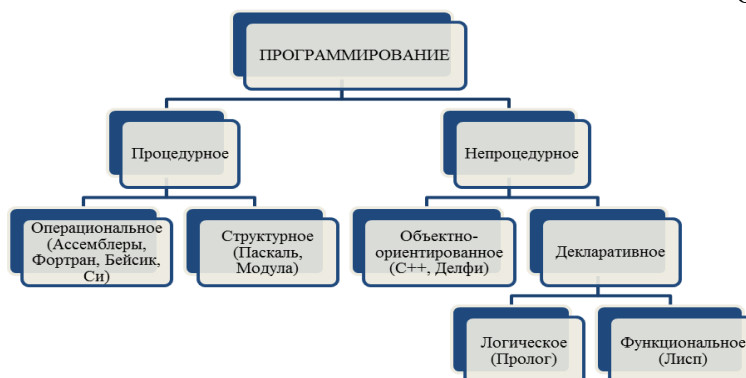 ПРОГРАММИРОВАНИЕ
Процедурное
Непроцедурное
Операциональное
(Ассемблеры,
Фортран, Бейсик,
Си)
Структурное
(Паскаль,
Модула)
Объектно-
ориентированное
(С++, Делфи)
Декларативное
Логическое
(Пролог)
Функциональное
(Лисп)